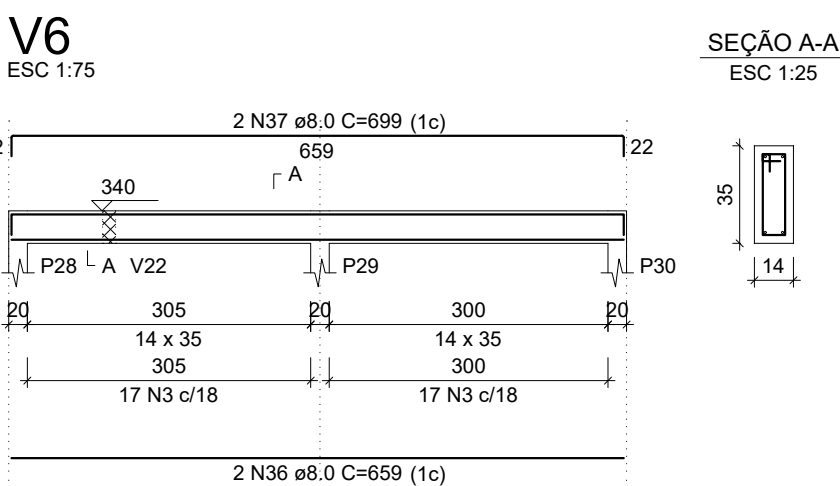 V6
ESC 1:75
SEÇÃO A-A
ESC 1:25
2 N37 ø8.0 C=699 (1c)
659
22
A
340
35
14
P28
A
V22
P29
P30
20
305
20
300
20
14 x 35
14 x 35
305
300
17 N3 c/18
17 N3 c/18
2 N36 ø8.0 C=659 (1c)